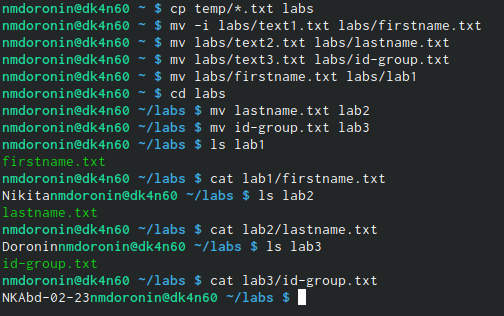 nmdoronin@dk4n60 ~ $ cp temp/*.txt labs
nmdoronin@dk4n60 ~ $ mv -i labs/text1.txt labs/firstname.txt
nmdoronin@dk4n60 ~ $ mv labs/text2.txt labs/lastname.txt
nmdoronin@dk4n60 ~ $ mv labs/text3.txt labs/id-group.txt
nmdoronin@dk4n60 ~ $ mv labs/firstname.txt labs/lab1
nmdoronin@dk4n60 ~ $ cd labs
nmdoronin@dk4n60 ~/labs $ mv lastname.txt lab2
nmdoronin@dk4n60 ~/labs $ mv id-group.txt lab3
nmdoronin@dk4n60 ~/labs $ ls lab1
firstname.txt
nmdoronin@dk4n60 ~/labs $ cat lab1/firstname.txt
Nikitanmdoronin@dk4n60 ~/labs $ ls lab2
lastname.txt
nmdoronin@dk4n60 ~/labs $ cat lab2/lastname.txt
Doroninnmdoronin@dk4n60 ~/labs $ ls lab3
id-group.txt
nmdoronin@dk4n60 ~/labs $ cat lab3/id-group.txt
NKAbd-02-23nmdoronin@dk4n60 ~/labs $